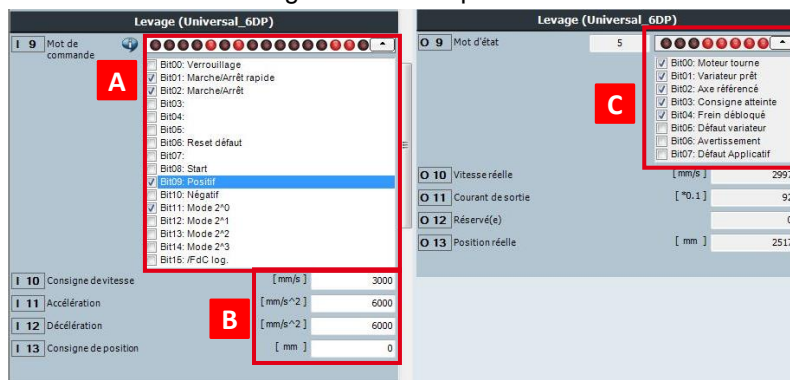 Levage (Universal_6DP)
I 9 Mot de commande
A
Bit00: Verrouillage
Bit01: Marche/Arrêt rapide
Bit02: Marche/Arrêt
Bit03:
Bit04:
Bit05:
Bit06: Reset défaut
Bit07:
Bit08: Start
Bit09: Positif
Bit10: Négatif
Bit11: Mode 2^0
Bit12: Mode 2^1
Bit13: Mode 2^2
Bit14: Mode 2^3
Bit15: /FdC log.
I 10 Consigne de vitesse [mm/s] 3000
I 11 Accélération [mm/s^2] 6000
I 12 Décélération [mm/s^2] 6000
I 13 Consigne de position [ mm ] 0
B
Levage (Universal_6DP)
O 9 Mot d'état 5
C
Bit00: Moteur tourne
Bit01: Variateur prêt
Bit02: Axe référencé
Bit03: Consigne atteinte
Bit04: Frein débloqué
Bit05: Défaut variateur
Bit06: Avertissement
Bit07: Défaut Applicatif
O 10 Vitesse réelle [mm/s] 2997
O 11 Courant de sortie [ *0.1 ] 92
O 12 Réservé(e) 0
O 13 Position réelle [ mm ] 2517